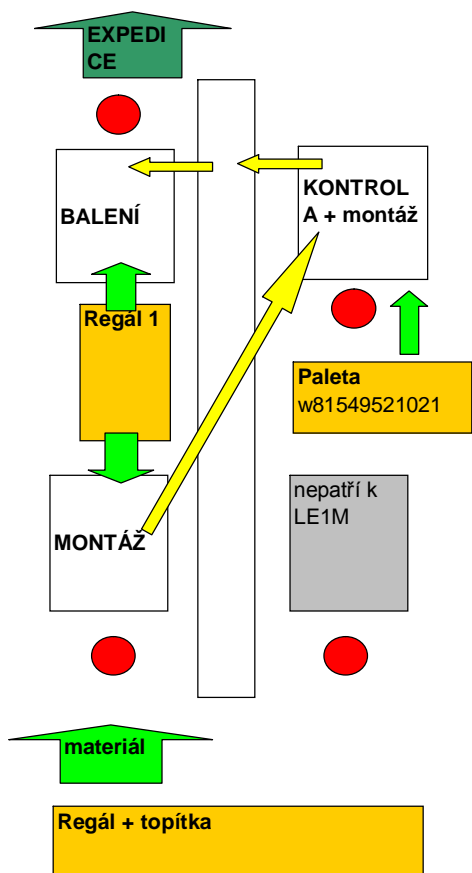 EXPEDI
CE
KONTROL
A + montáž
BALENÍ
Regál 1
Paleta
w81549521021
nepatří k
LE1M
MONTÁŽ
materiál
Regál + topítka